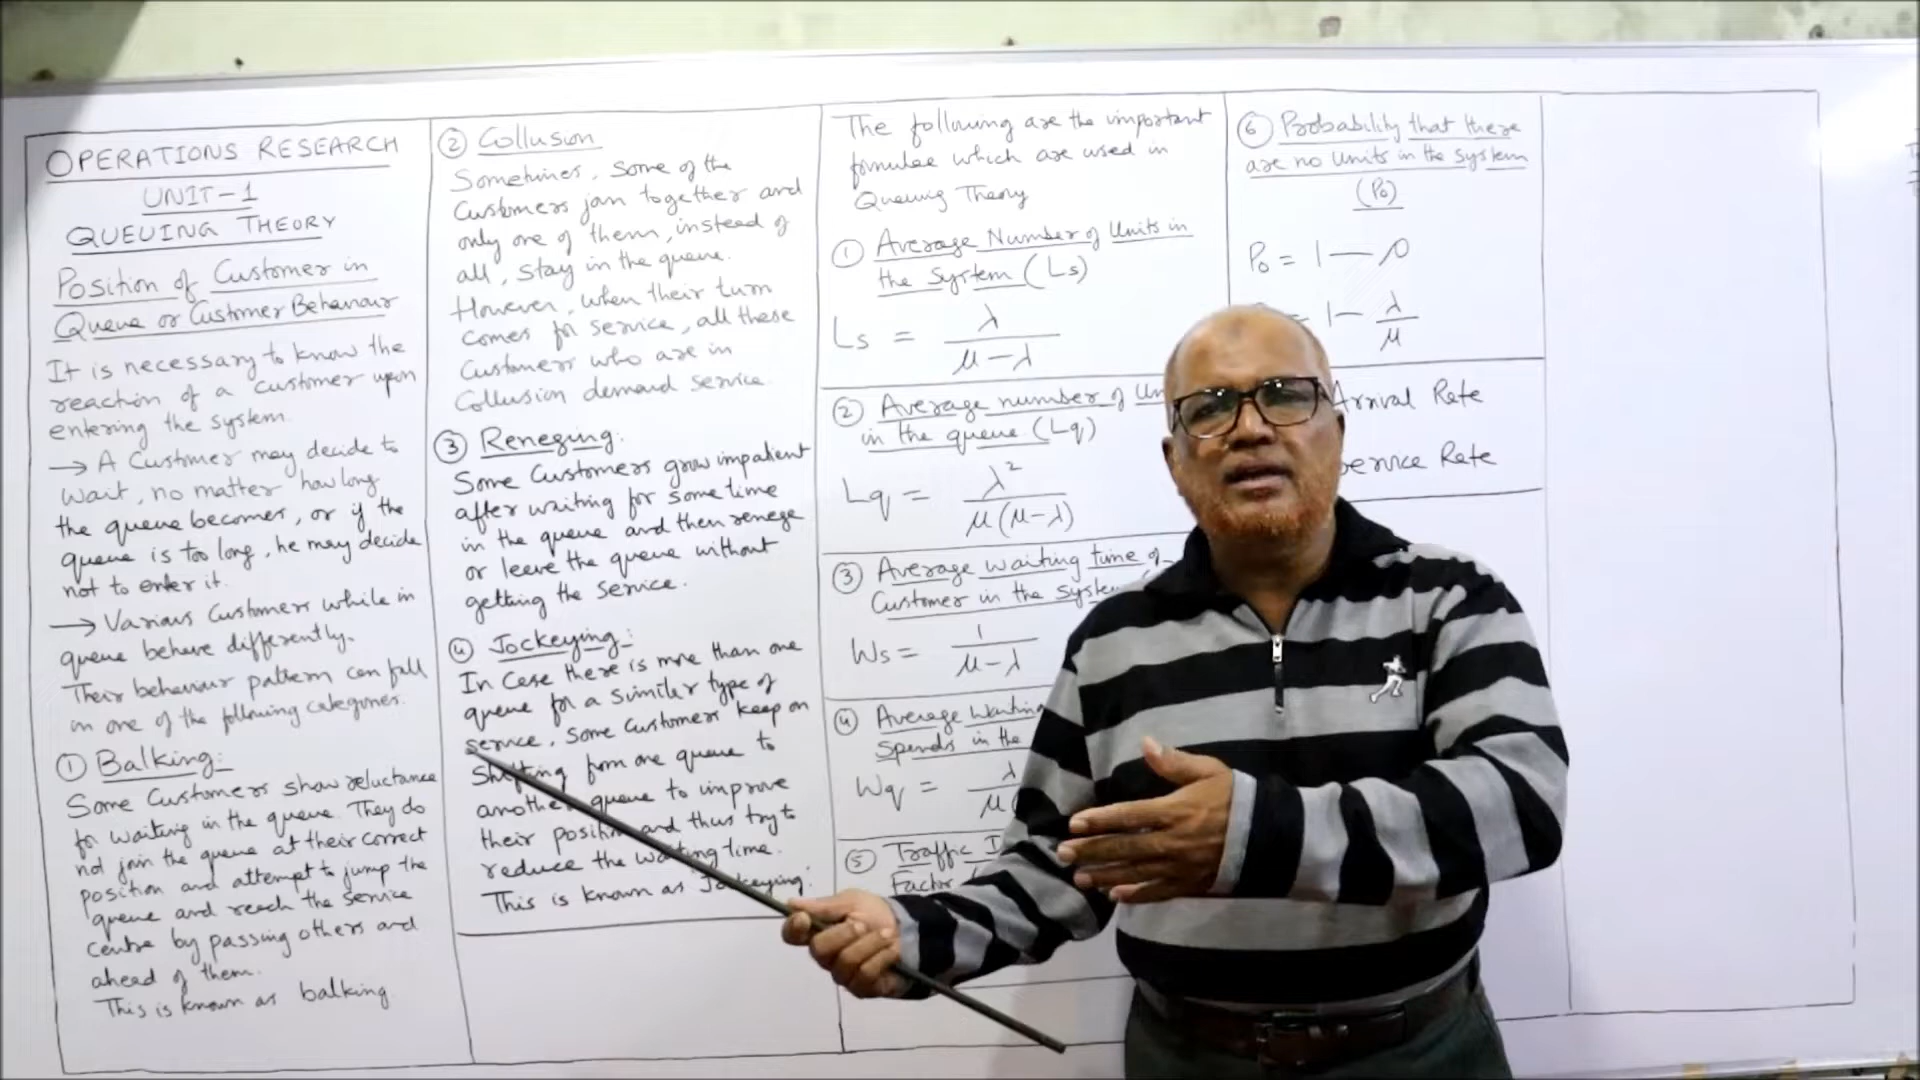 OPERATIONS RESEARCH
UNIT-1
QUEUING THEORY
Position of Customer in
Queue or Customer Behaviour
It is necessary to know the
reaction of a customer upon
entering the system.
→ A Customer may decide to
wait, no matter how long
the queue becomes, or if the
queue is too long, he may decide
not to enter it.
→ Various Customers while in
queue behave differently.
Their behaviour pattern can fall
in one of the following categories.
① Balking:
Some Customers show reluctance
for waiting in the queue. They do
not join the queue at their correct
position and attempt to jump the
queue and reach the service
centre by passing others and
ahead of them.
This is known as balking
② Collusion
Sometimes, Some of the
Customers join together and
only one of them, instead of
all, stay in the queue.
However, when their turn
comes for service, all these
Customers who are in
Collusion demand service.
③ Reneging:
Some Customers grow impatient
after waiting for some time
in the queue and then renege
or leave the queue without
getting the service.
④ Jockeying:
In Case there is more than one
queue for a similar type of
service, some customers keep on
shifting from one queue to
another queue to improve
their position and thus try to
reduce the waiting time.
This is known as Jockeying.
The following are the important
formulae which are used in
Queuing Theory
① Average Number of Units in
the system (Ls)
Ls = λ / μ - λ
② Average number of Un
in the queue (Lq)
Lq = λ² / μ(μ-λ)
③ Average waiting time of
Customer in the system
Ws = 1 / μ - λ
④ Average Waiting
Spends in the
Wq = λ / μ(
⑤ Traffic I
Factor
⑥ Probability that there
are no units in the system
(P0)
P0 = 1 - ρ
= 1 - λ / μ
Arrival Rate
Service Rate